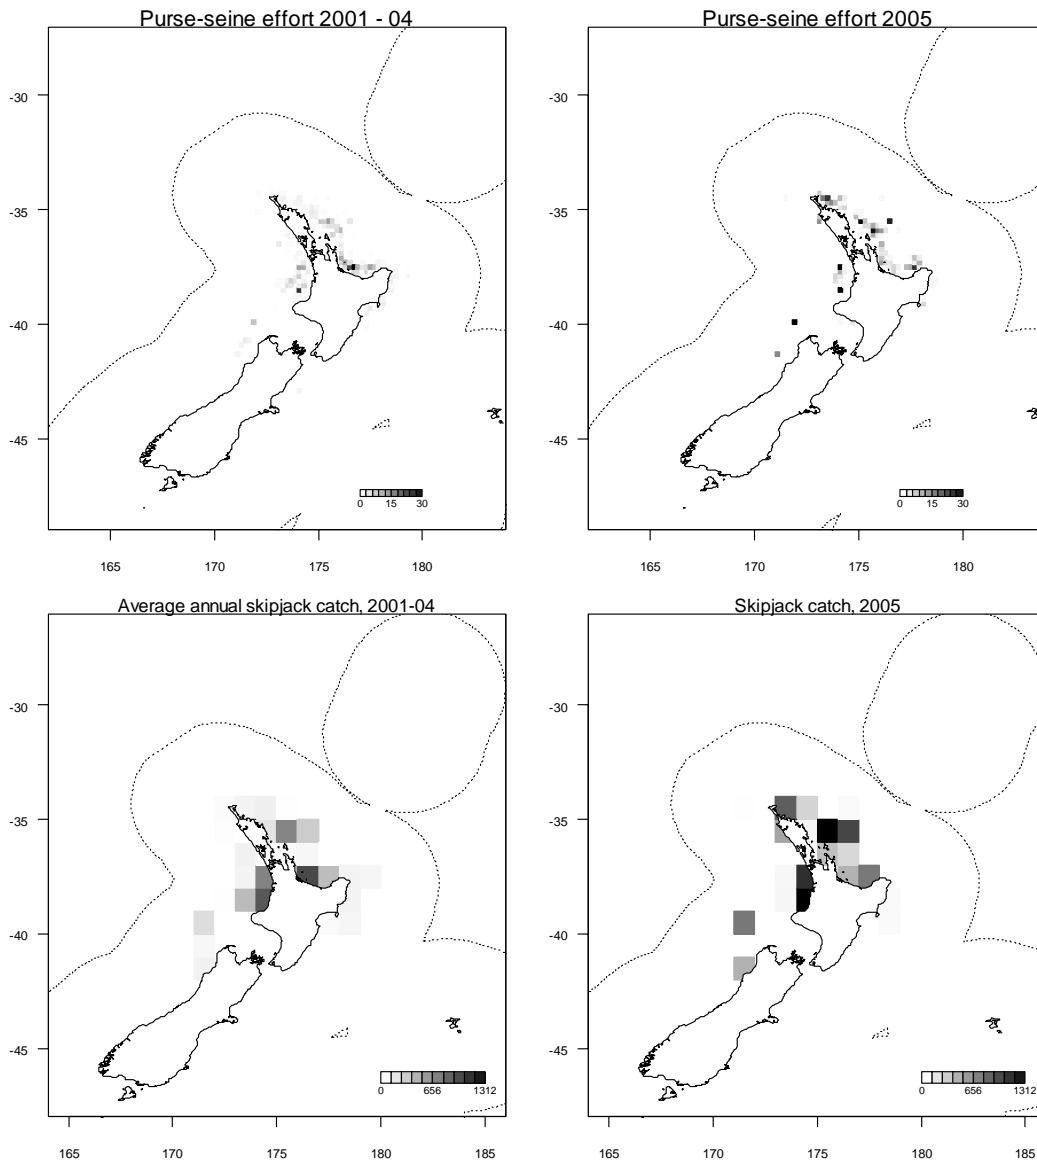 Purse-seine effort 2001 - 04
Purse-seine effort 2005
-30
-35
-40
-45
0 15 30
165 170 175 180
-30
-35
-40
-45
0 15 30
165 170 175 180
Average annual skipjack catch, 2001-04
Skipjack catch, 2005
-30
-35
-40
-45
0 656 1312
165 170 175 180 185
-30
-35
-40
-45
0 656 1312
165 170 175 180 185